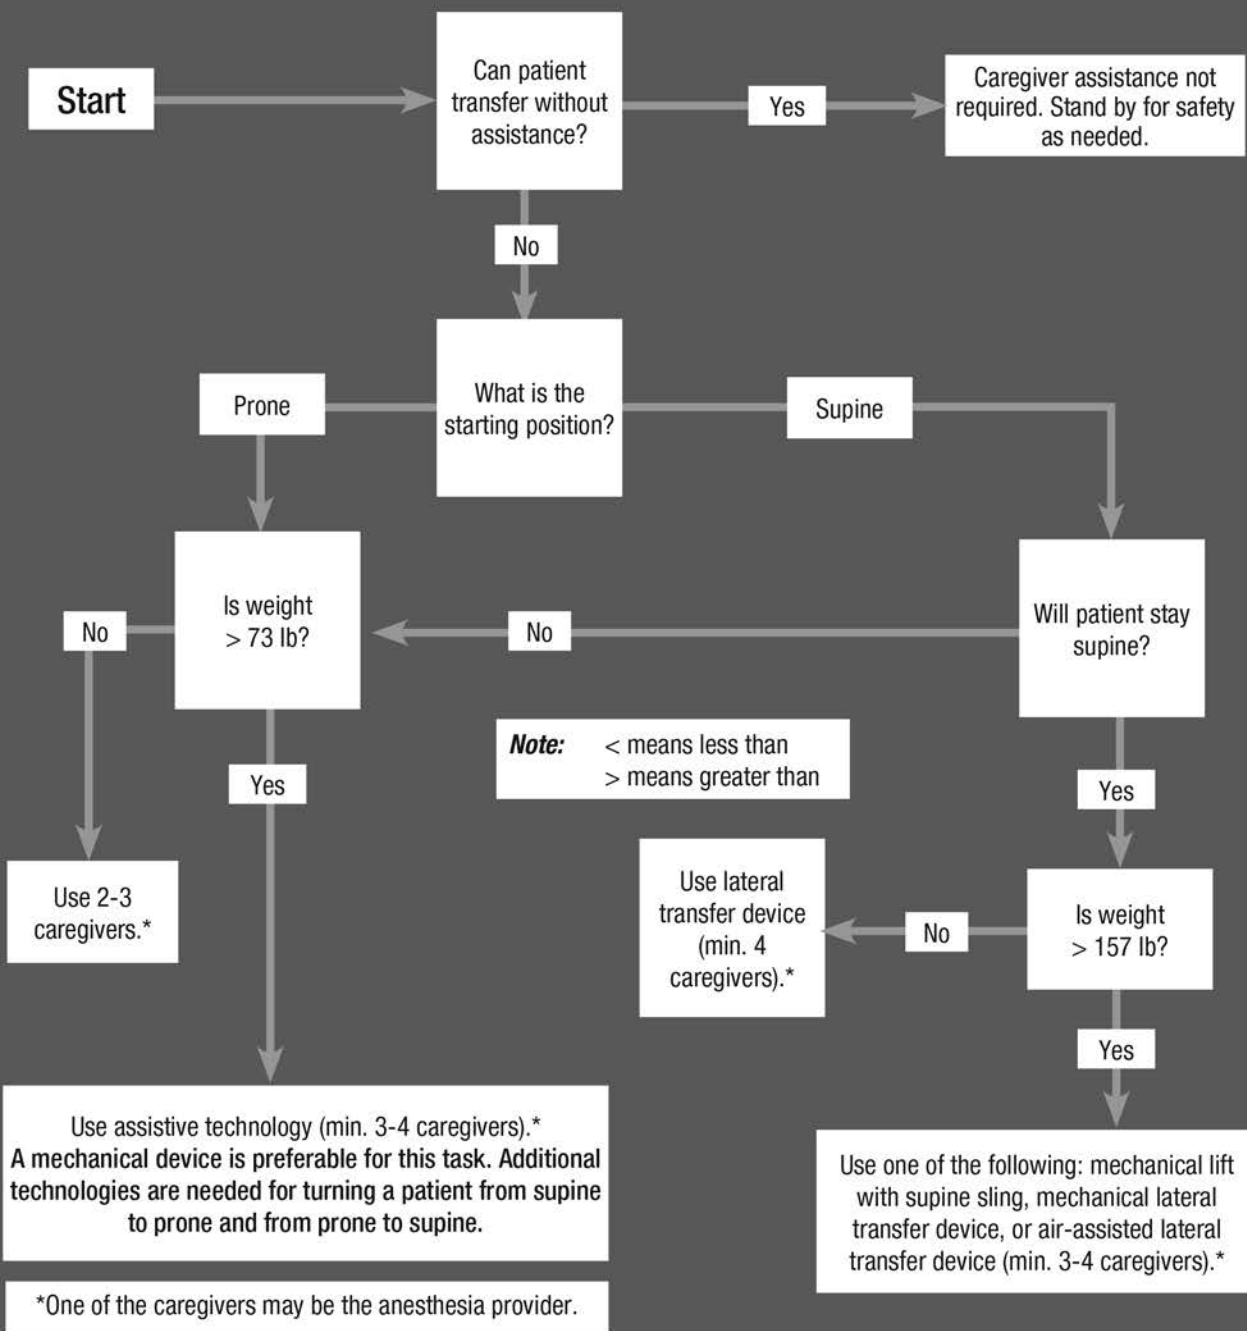 Start
Can patient
transfer without
assistance?
Yes
Caregiver assistance not
required. Stand by for safety
as needed.
No
What is the
starting position?
Prone
Supine
Is weight
> 73 lb?
No
No
Will patient stay
supine?
Note: < means less than
> means greater than
Yes
Yes
Use 2-3
caregivers.*
Use lateral
transfer device
(min. 4
caregivers).*
No
Is weight
> 157 lb?
Yes
Use assistive technology (min. 3-4 caregivers).*
A mechanical device is preferable for this task. Additional
technologies are needed for turning a patient from supine
to prone and from prone to supine.
Use one of the following: mechanical lift
with supine sling, mechanical lateral
transfer device, or air-assisted lateral
transfer device (min. 3-4 caregivers).*
*One of the caregivers may be the anesthesia provider.